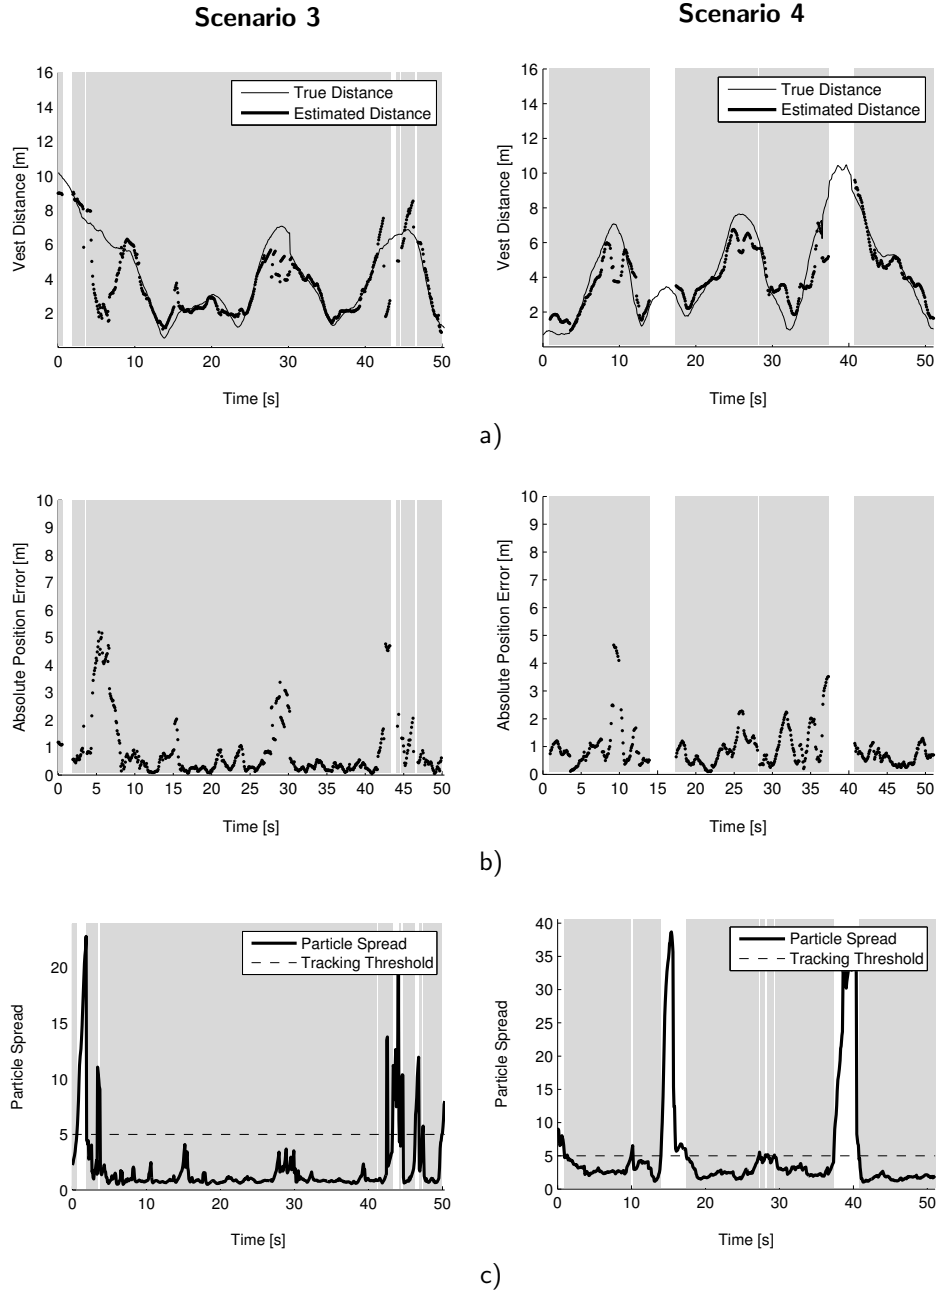 Scenario 3
Scenario 4
16
14
12
10
8
6
4
2
Vest Distance [m]
True Distance
Estimated Distance
0 10 20 30 40 50
Time [s]
16
14
12
10
8
6
4
2
Vest Distance [m]
True Distance
Estimated Distance
0 10 20 30 40 50
Time [s]
a)
10
9
8
7
6
5
4
3
2
1
0
Absolute Position Error [m]
0 5 10 15 20 25 30 35 40 45 50
Time [s]
10
9
8
7
6
5
4
3
2
1
0
Absolute Position Error [m]
0 5 10 15 20 25 30 35 40 45 50
Time [s]
b)
20
15
10
5
0
Particle Spread
Particle Spread
Tracking Threshold
0 10 20 30 40 50
Time [s]
40
35
30
25
20
15
10
5
0
Particle Spread
Particle Spread
Tracking Threshold
0 10 20 30 40 50
Time [s]
c)